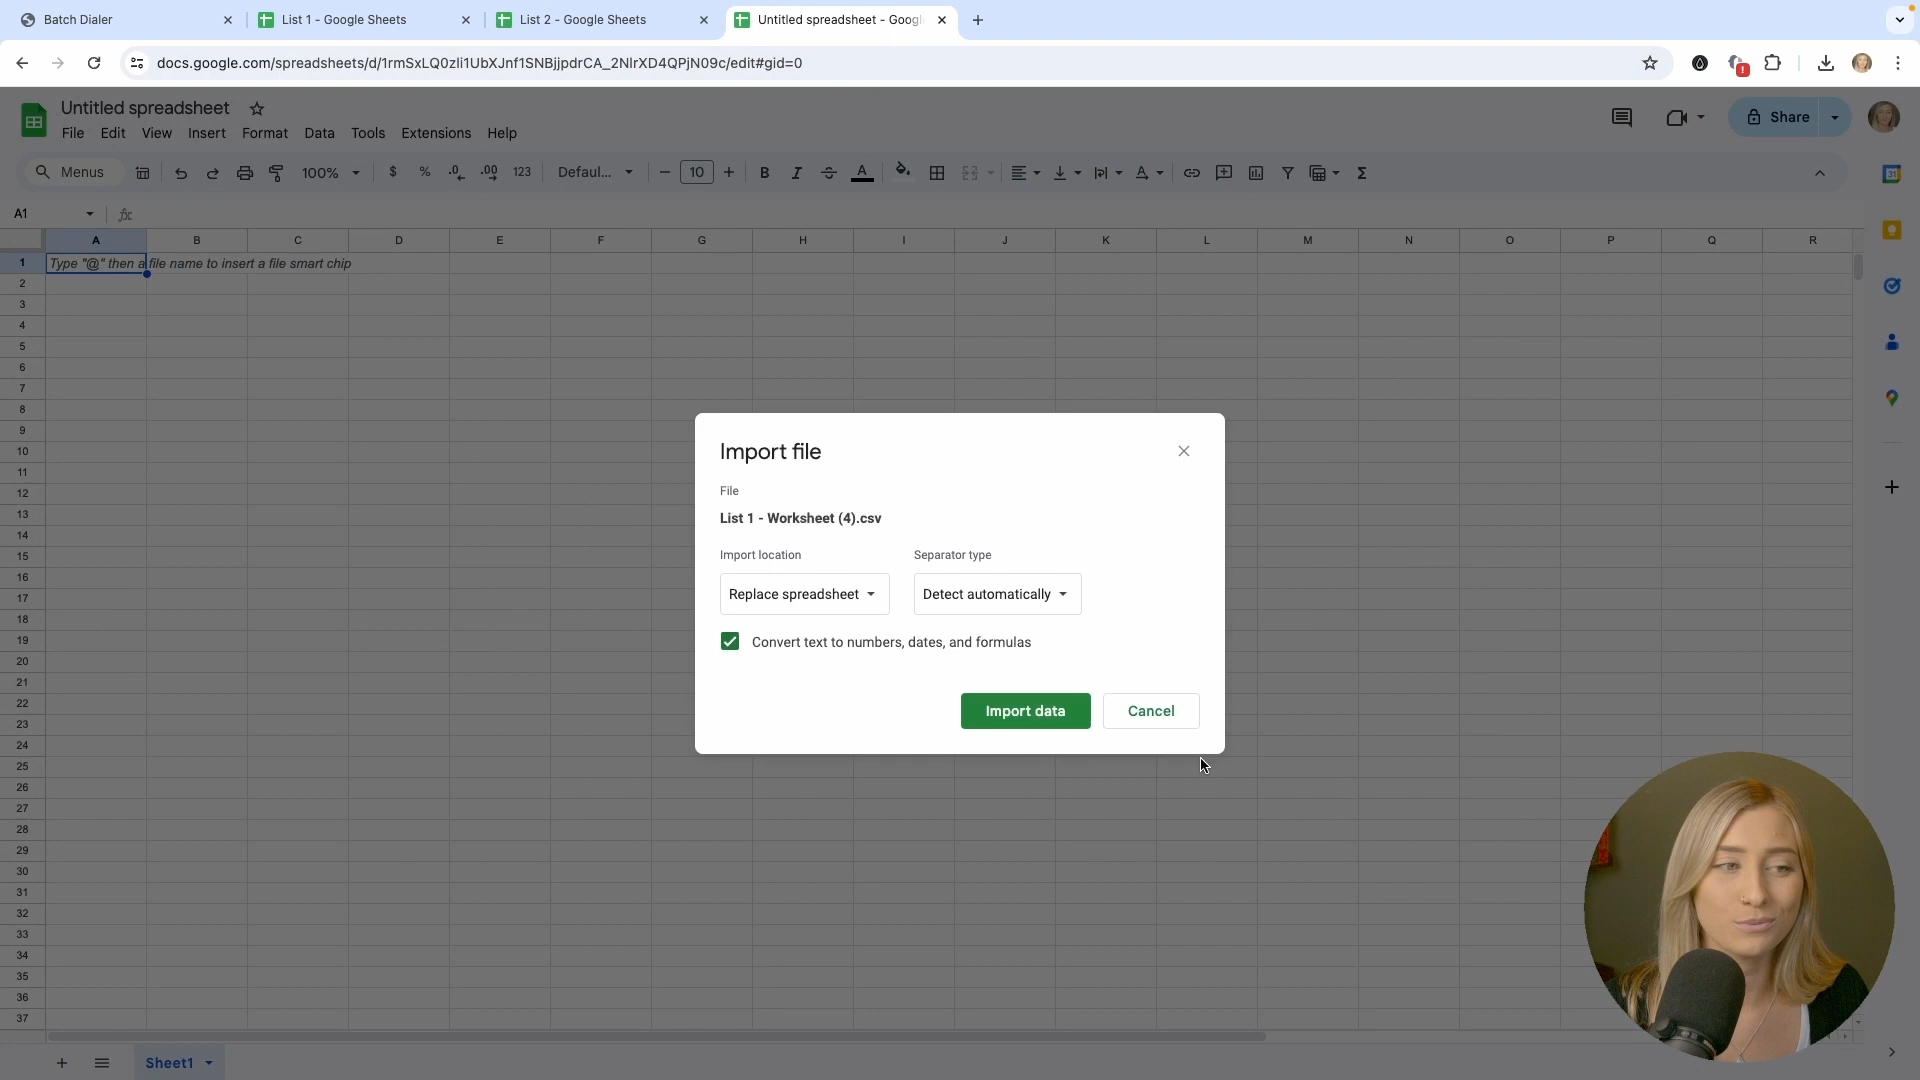 Batch Dialer
List 1 - Google Sheets
List 2 - Google Sheets
Untitled spreadsheet - Goog
docs.google.com/spreadsheets/d/1rmSxLQ0zli1UbXJnf1SNBjjpdrCA_2NlrXD4QPjN09c/edit#gid=0
Untitled spreadsheet
File Edit View Insert Format Data Tools Extensions Help
Share
Menus 100% $ % .0 .00 123 Defaul... 10 B I A Σ
31
A1 fx
A B C D E F G H I J K L M N O P Q R
1 Type "@" then a file name to insert a file smart chip
2
3
4
5
6
7
8
9
10
11
12
13
14
15
16
17
18
19
20
21
22
23
24
25
26
27
28
29
30
31
32
33
34
35
36
37
Import file
File
List 1 - Worksheet (4).csv
Import location Separator type
Replace spreadsheet Detect automatically
Convert text to numbers, dates, and formulas
Import data Cancel
Sheet1